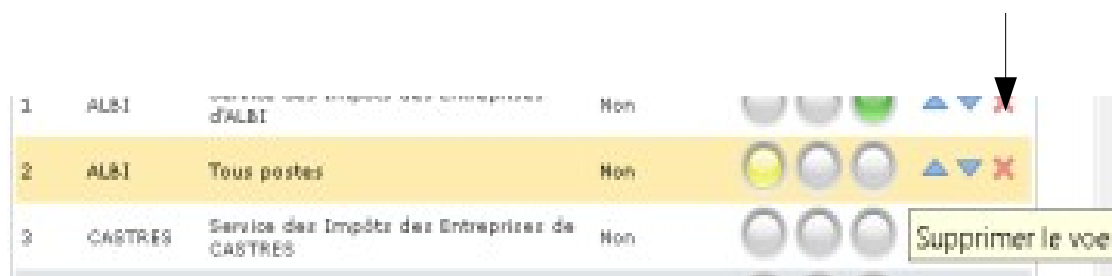 1 ALBI Service des Impôts des Entreprises d'ALBI Non
2 ALBI Tous postes Non
3 CASTRES Service des Impôts des Entreprises de CASTRES Non
Supprimer le voe